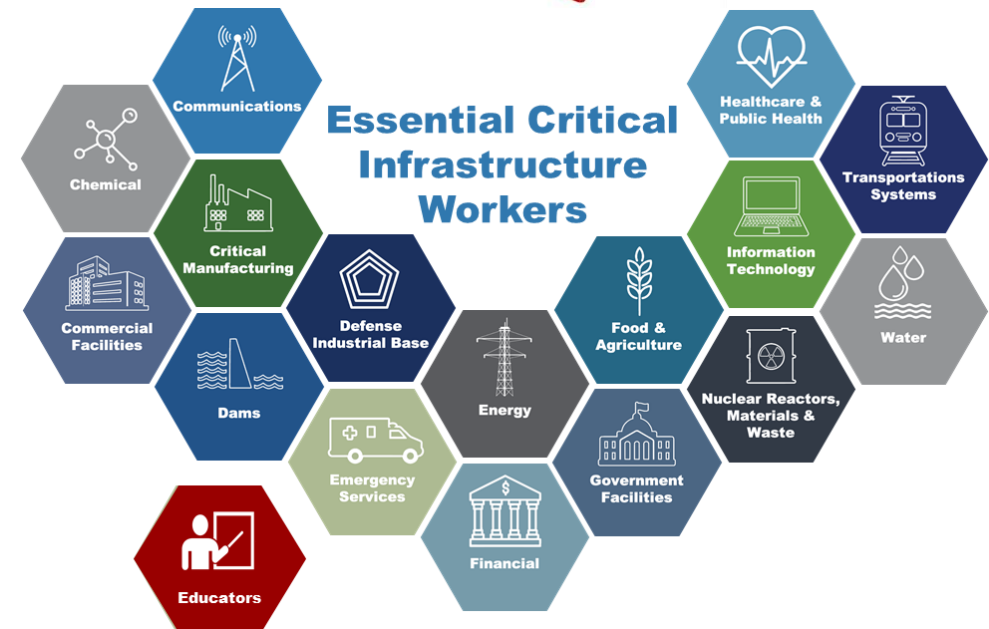 Essential Critical
Infrastructure
Workers
Communications
Chemical
Critical
Manufacturing
Commercial
Facilities
Dams
Defense
Industrial Base
Emergency
Services
Energy
Financial
Food &
Agriculture
Government
Facilities
Healthcare &
Public Health
Information
Technology
Transportations
Systems
Water
Nuclear Reactors,
Materials &
Waste
Educators
$